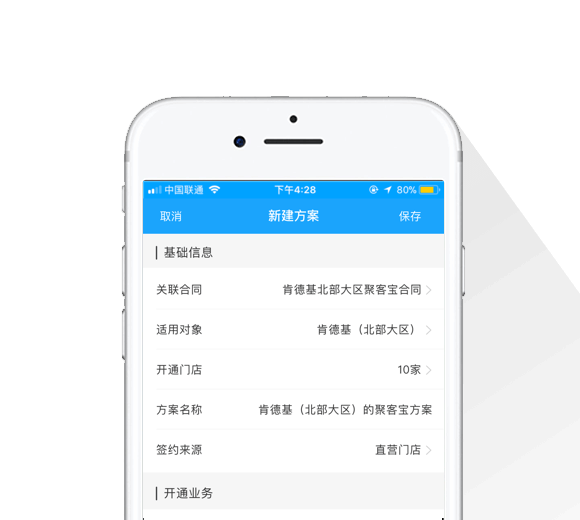 中国联通 下午4:28 80%
取消 新建方案 保存
基础信息
关联合同 肯德基北部大区聚客宝合同
适用对象 肯德基（北部大区）
开通门店 10家
方案名称 肯德基（北部大区）的聚客宝方案
签约来源 直营门店
开通业务